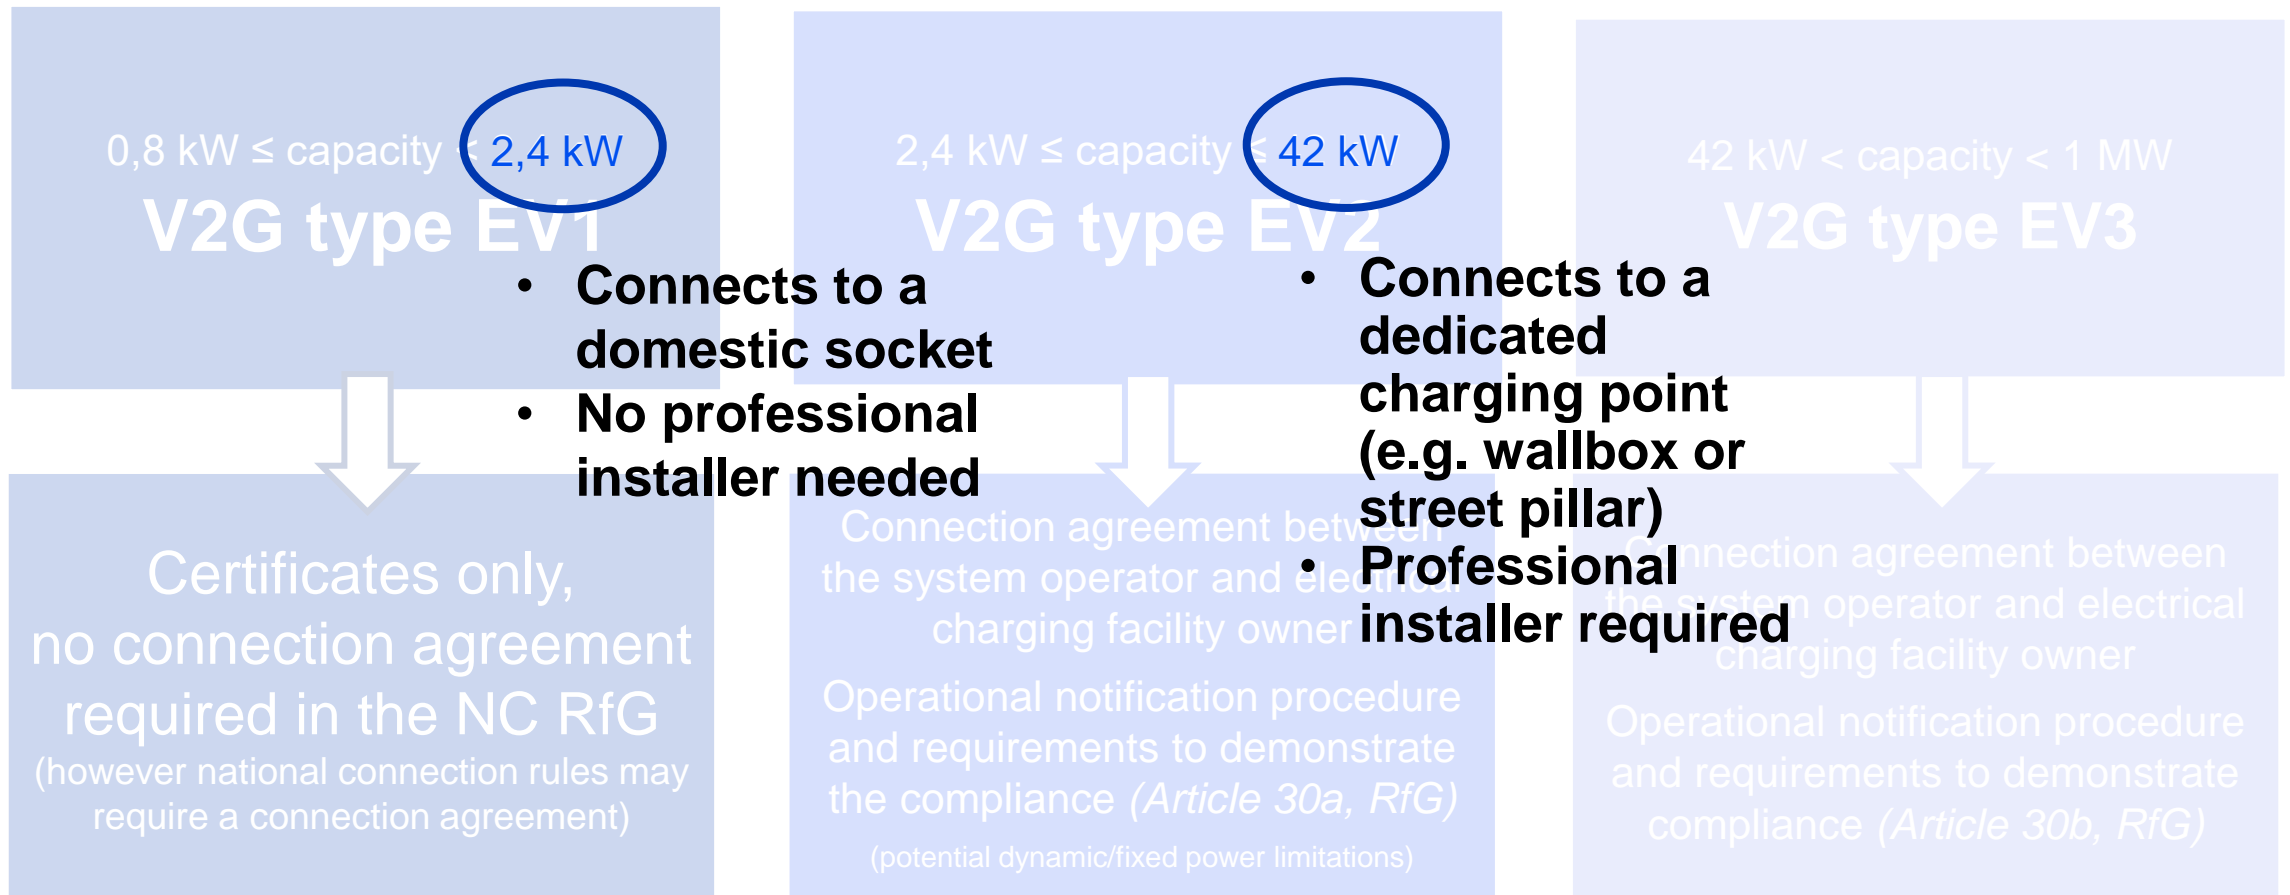 0,8 kW ≤ capacity < 2,4 kW
V2G type EV1
2,4 kW ≤ capacity ≤ 42 kW
V2G type EV2
42 kW < capacity < 1 MW
V2G type EV3
• Connects to a
domestic socket
• No professional
installer needed
• Connects to a
dedicated
charging point
(e.g. wallbox or
street pillar)
• Professional
installer required
Certificates only,
no connection agreement
required in the NC RfG
(however national connection rules may
require a connection agreement)
Connection agreement between
the system operator and electrical
charging facility owner
Operational notification procedure
and requirements to demonstrate
the compliance (Article 30a, RfG)
(potential dynamic/fixed power limitations)
Connection agreement between
the system operator and electrical
charging facility owner
Operational notification procedure
and requirements to demonstrate
compliance (Article 30b, RfG)